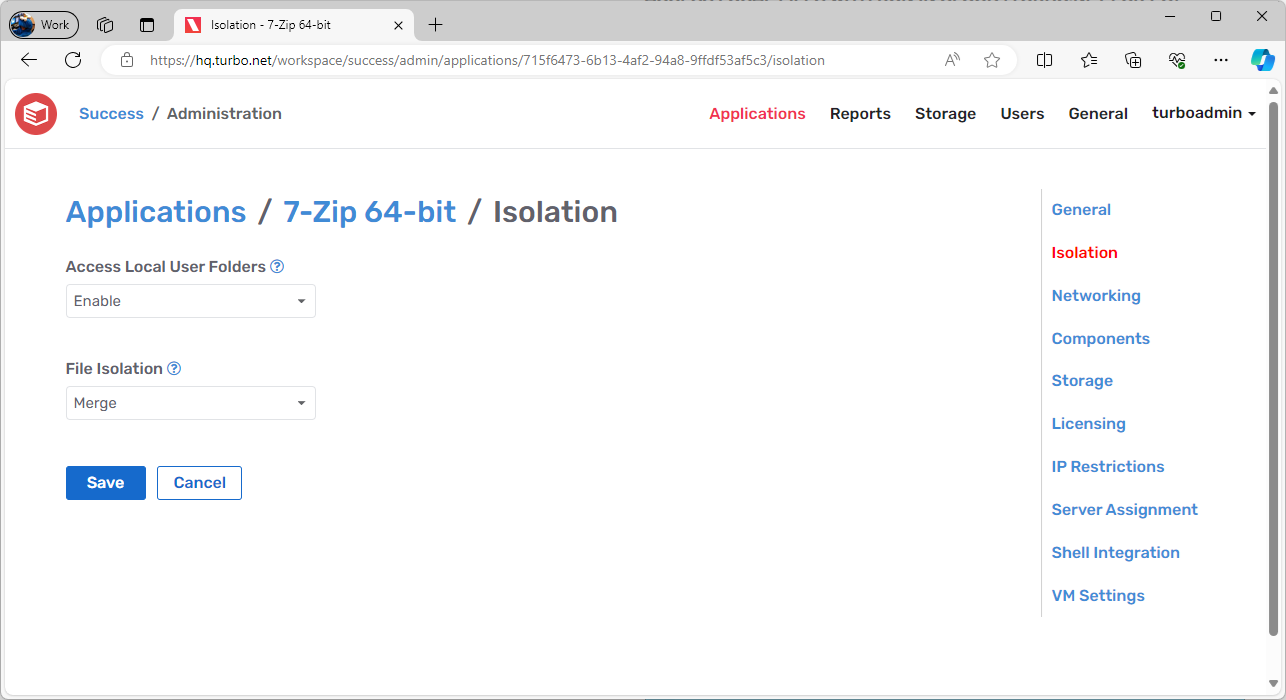 Work
Isolation - 7-Zip 64-bit
https://hq.turbo.net/workspace/success/admin/applications/715f6473-6b13-4af2-94a8-9ffdf53af5c3/isolation
Success / Administration
Applications Reports Storage Users General turboadmin
Applications / 7-Zip 64-bit / Isolation
Access Local User Folders ?
Enable
File Isolation ?
Merge
Save Cancel
General
Isolation
Networking
Components
Storage
Licensing
IP Restrictions
Server Assignment
Shell Integration
VM Settings